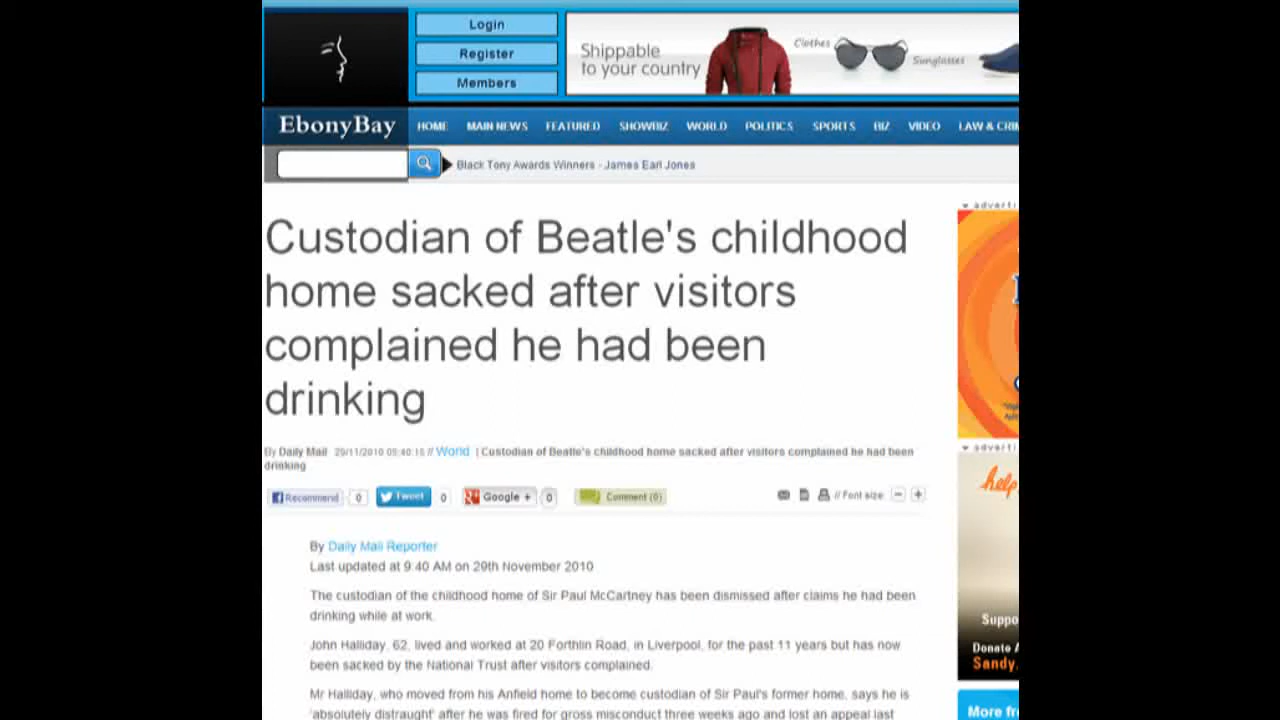 Login
Register
Members
Shippable
to your country
Clothes
Sunglasses
EbonyBay
HOME MAIN NEWS FEATURED SHOWBIZ WORLD POLITICS SPORTS BIZ VIDEO LAW & CRIM
Black Tony Awards Winners - James Earl Jones
Custodian of Beatle's childhood
home sacked after visitors
complained he had been
drinking
By Daily Mail 29/11/2010 05:40:18 // World | Custodian of Beatle's childhood home sacked after visitors complained he had been
drinking
Recommend 0 Tweet 0 Google + 0 Comment (0) // Font size
By Daily Mail Reporter
Last updated at 9:40 AM on 29th November 2010
The custodian of the childhood home of Sir Paul McCartney has been dismissed after claims he had been
drinking while at work.
John Halliday, 62, lived and worked at 20 Forthlin Road, in Liverpool, for the past 11 years but has now
been sacked by the National Trust after visitors complained.
Mr Halliday, who moved from his Anfield home to become custodian of Sir Paul's former home, says he is
'absolutely distraught' after he was fired for gross misconduct three weeks ago and lost an appeal last
adverti
adverti
help
Suppo
Donate A
Sandy.
More fr